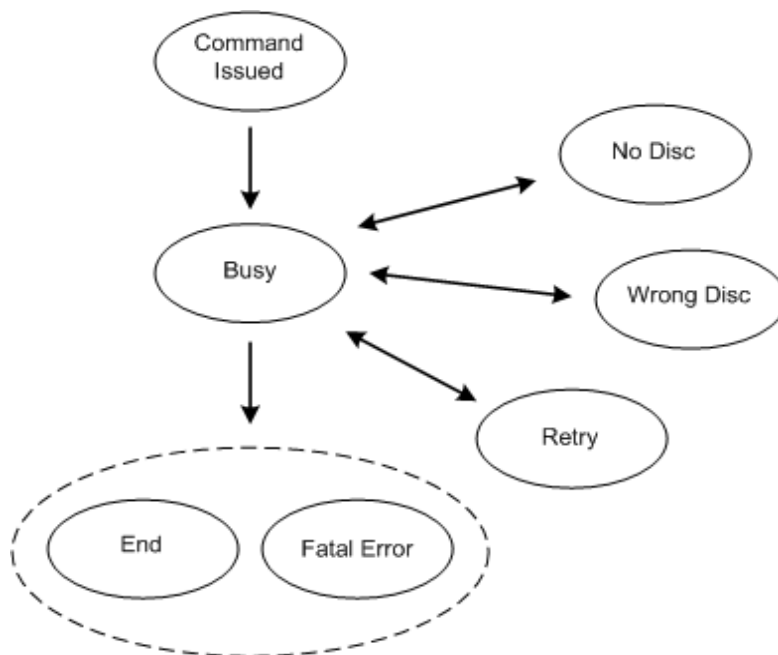 Command
Issued
No Disc
Busy
Wrong Disc
Retry
End
Fatal Error